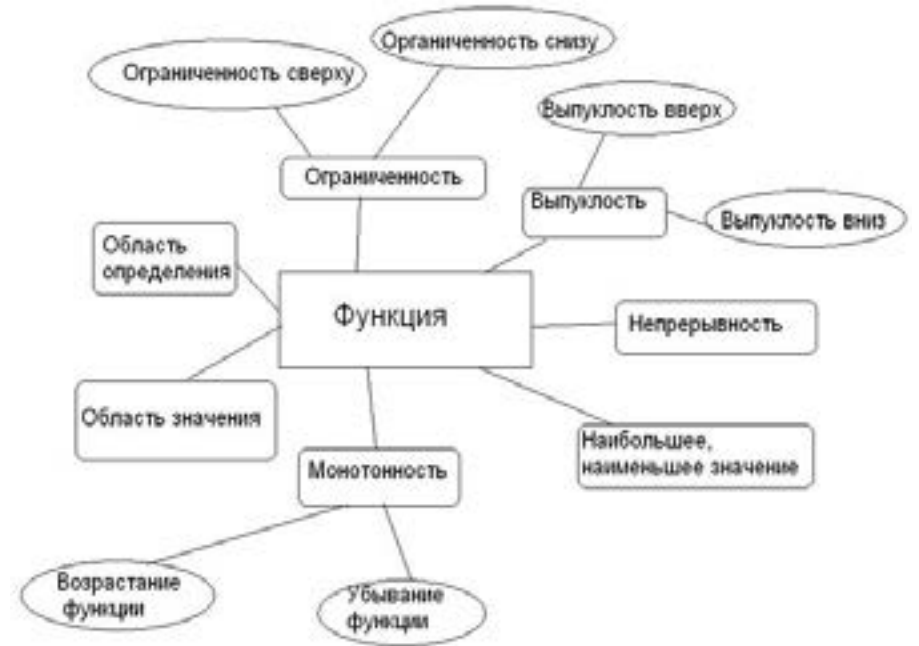 Органиченность снизу
Ограниченность сверху
Выпуклость вверх
Ограниченность
Выпуклость
Выпуклость вниз
Область
определения
Функция
Непрерывность
Область значения
Наибольшее,
наименьшее значение
Монотонность
Возрастание
функции
Убывание
функции